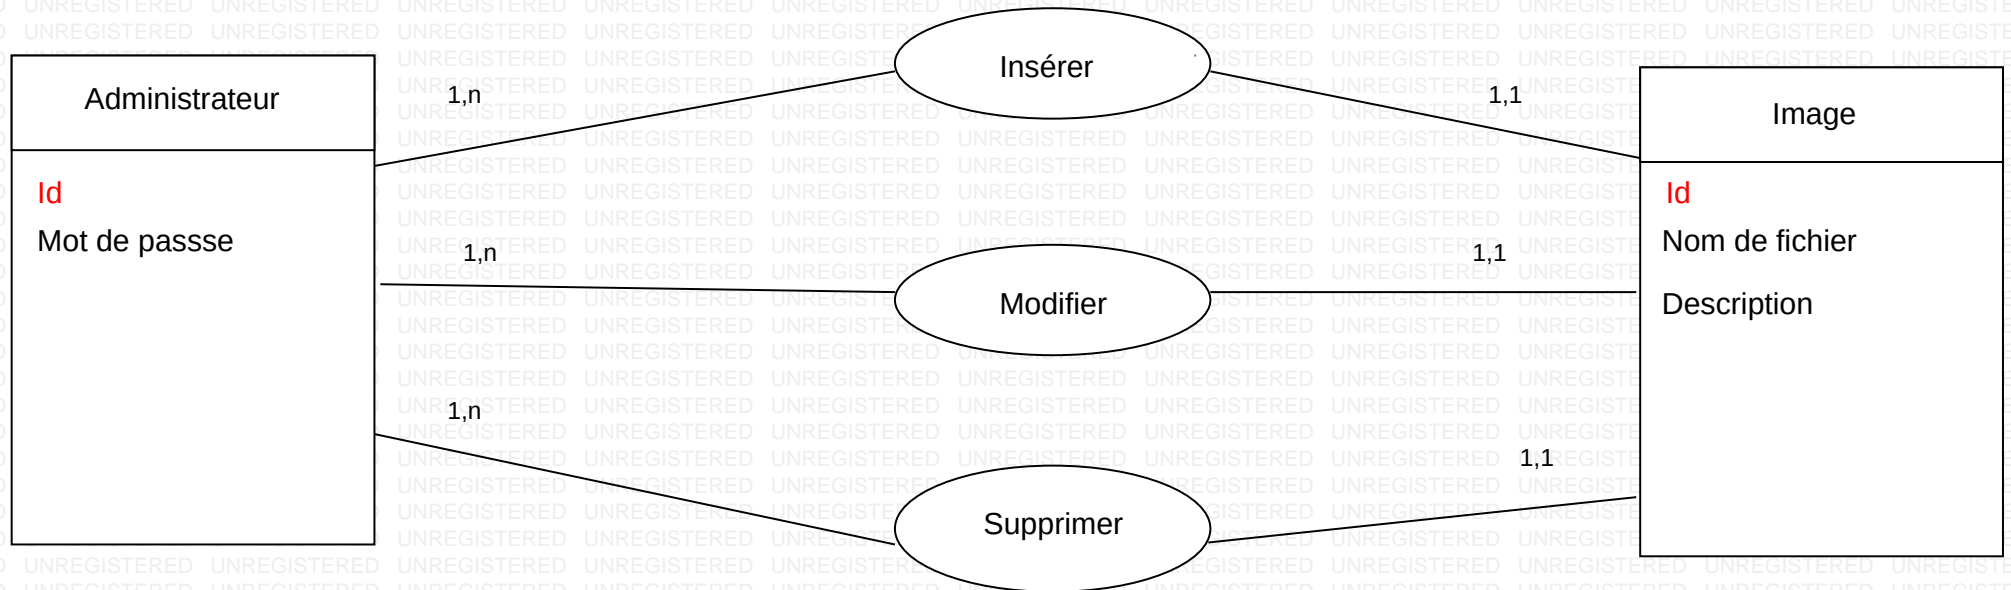 Administrateur
Id
Mot de passse
1,n
Insérer
1,1
1,n
Modifier
1,1
1,n
Supprimer
1,1
Image
Id
Nom de fichier
Description
UNREGISTERED